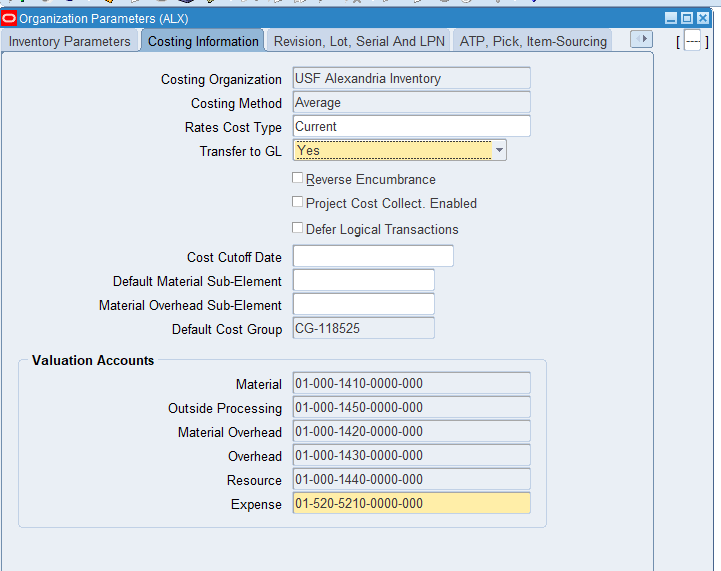 Organization Parameters (ALX)
Inventory Parameters
Costing Information
Revision, Lot, Serial And LPN
ATP, Pick, Item-Sourcing
[ ]
Costing Organization USF Alexandria Inventory
Costing Method Average
Rates Cost Type Current
Transfer to GL Yes
Reverse Encumbrance
Project Cost Collect. Enabled
Defer Logical Transactions
Cost Cutoff Date
Default Material Sub-Element
Material Overhead Sub-Element
Default Cost Group CG-118525
Valuation Accounts
Material 01-000-1410-0000-000
Outside Processing 01-000-1450-0000-000
Material Overhead 01-000-1420-0000-000
Overhead 01-000-1430-0000-000
Resource 01-000-1440-0000-000
Expense 01-520-5210-0000-000